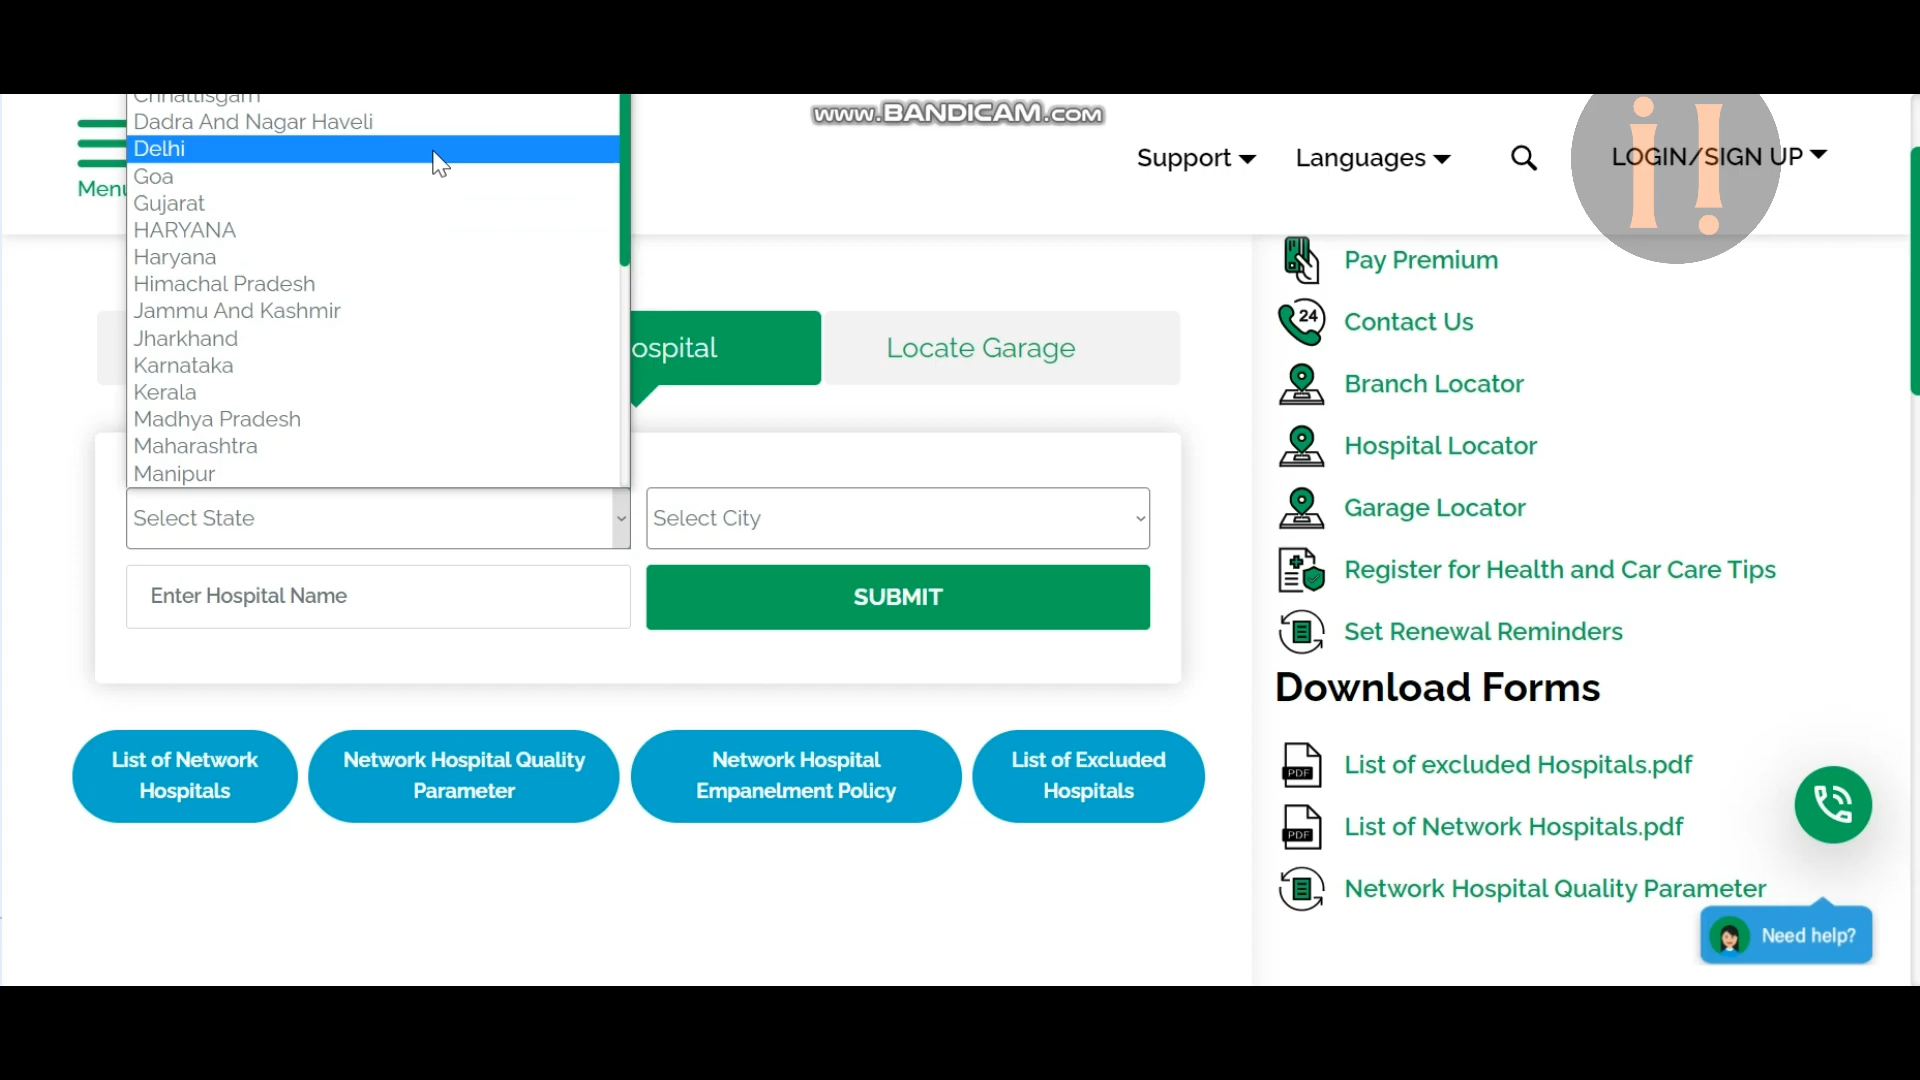 www.BANDICAM.com
Chhattisgarh
Dadra And Nagar Haveli
Delhi
Goa
Gujarat
HARYANA
Haryana
Himachal Pradesh
Jammu And Kashmir
Jharkhand
Karnataka
Kerala
Madhya Pradesh
Maharashtra
Manipur
Menu
Support
Languages
LOGIN/SIGN UP
ospital
Locate Garage
Select State
Select City
Enter Hospital Name
SUBMIT
List of Network
Hospitals
Network Hospital Quality
Parameter
Network Hospital
Empanelment Policy
List of Excluded
Hospitals
Pay Premium
24
Contact Us
Branch Locator
Hospital Locator
Garage Locator
Register for Health and Car Care Tips
Set Renewal Reminders
Download Forms
PDF
List of excluded Hospitals.pdf
PDF
List of Network Hospitals.pdf
Network Hospital Quality Parameter
Need help?